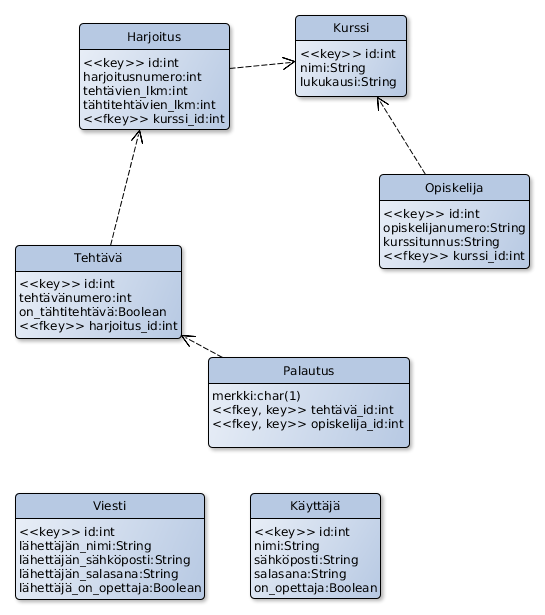 Harjoitus
<<key>> id:int
harjoitusnumero:int
tehtävien_lkm:int
tähtitehtävien_lkm:int
<<fkey>> kurssi_id:int
Kurssi
<<key>> id:int
nimi:String
lukukausi:String
Opiskelija
<<key>> id:int
opiskelijanumero:String
kurssitunnus:String
<<fkey>> kurssi_id:int
Tehtävä
<<key>> id:int
tehtävänumero:int
on_tähtitehtävä:Boolean
<<fkey>> harjoitus_id:int
Palautus
merkki:char(1)
<<fkey, key>> tehtävä_id:int
<<fkey, key>> opiskelija_id:int
Viesti
<<key>> id:int
lähettäjän_nimi:String
lähettäjän_sähköposti:String
lähettäjän_salasana:String
lähettäjä_on_opettaja:Boolean
Käyttäjä
<<key>> id:int
nimi:String
sähköposti:String
salasana:String
on_opettaja:Boolean